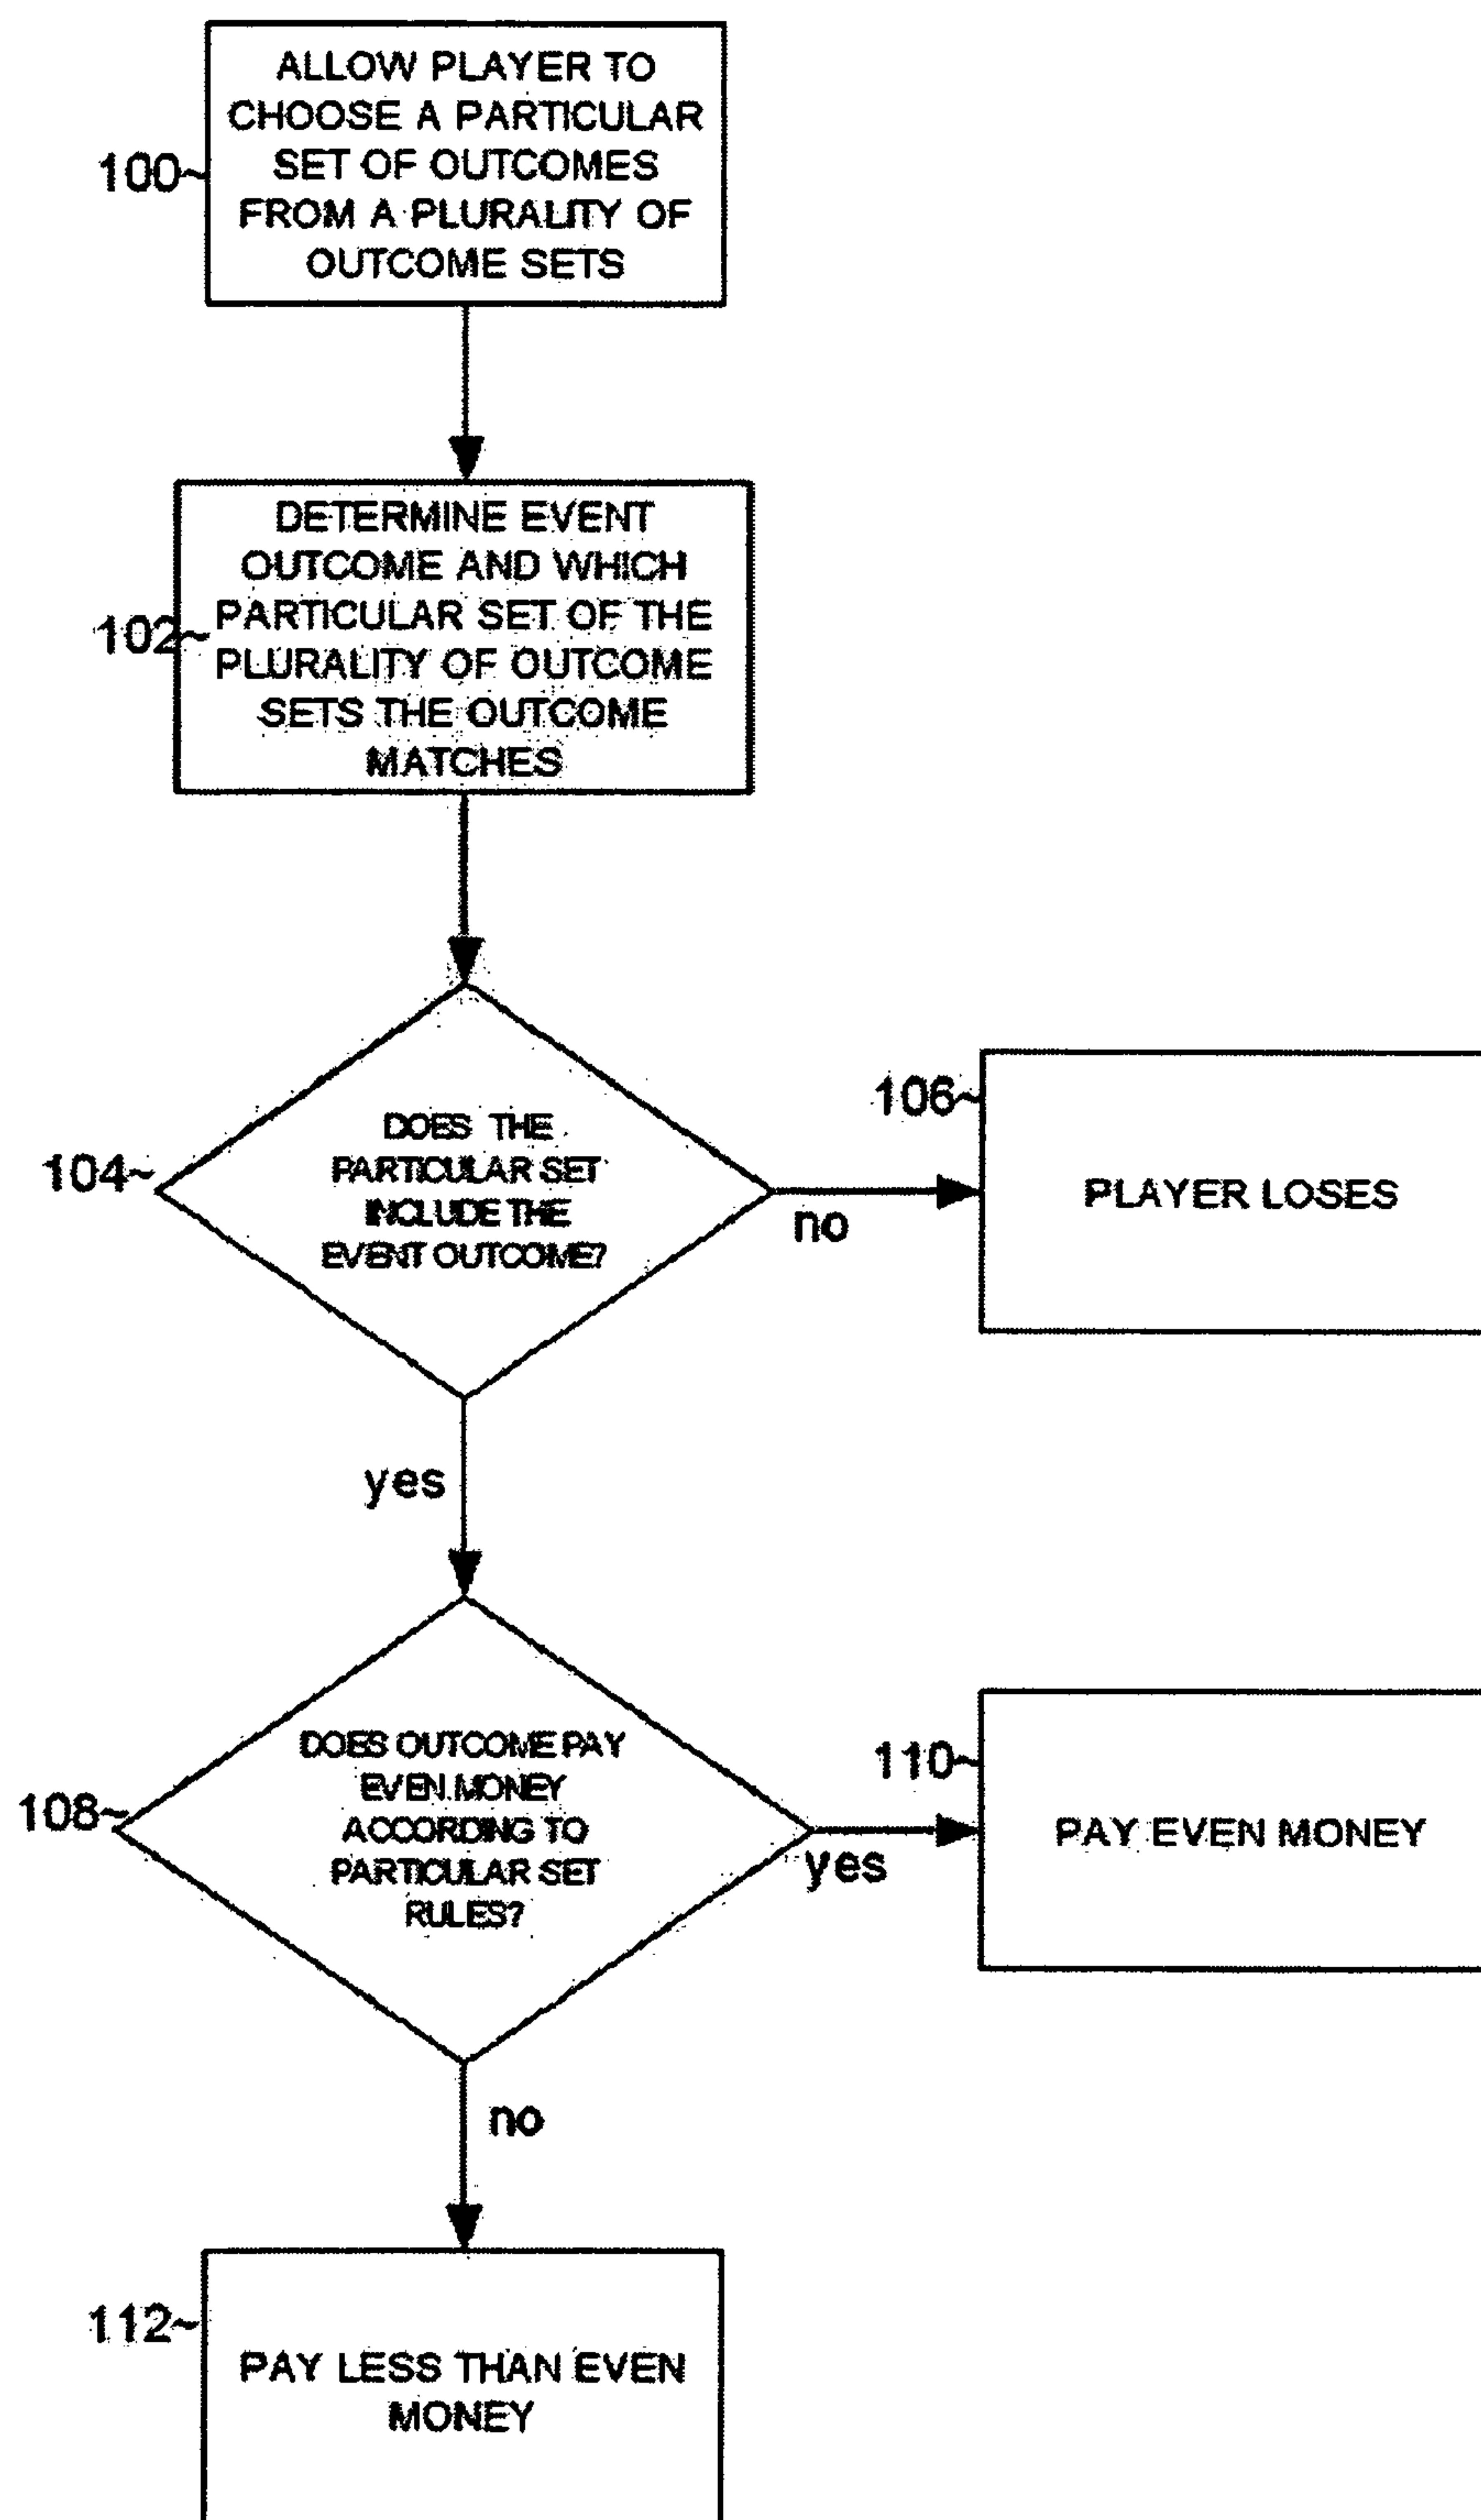 ALLOW PLAYER TO
CHOOSE A PARTICULAR
SET OF OUTCOMES
FROM A PLURALITY OF
OUTCOME SETS
100~
DETERMINE EVENT
OUTCOME AND WHICH
PARTICULAR SET OF THE
PLURALITY OF OUTCOME
SETS THE OUTCOME
MATCHES
102~
DOES THE
PARTICULAR SET
INCLUDE THE
EVENT OUTCOME?
104~
no
106~
PLAYER LOSES
yes
DOES OUTCOME PAY
EVEN MONEY
ACCORDING TO
PARTICULAR SET
RULES?
108~
yes
110~
PAY EVEN MONEY
no
112~
PAY LESS THAN EVEN
MONEY